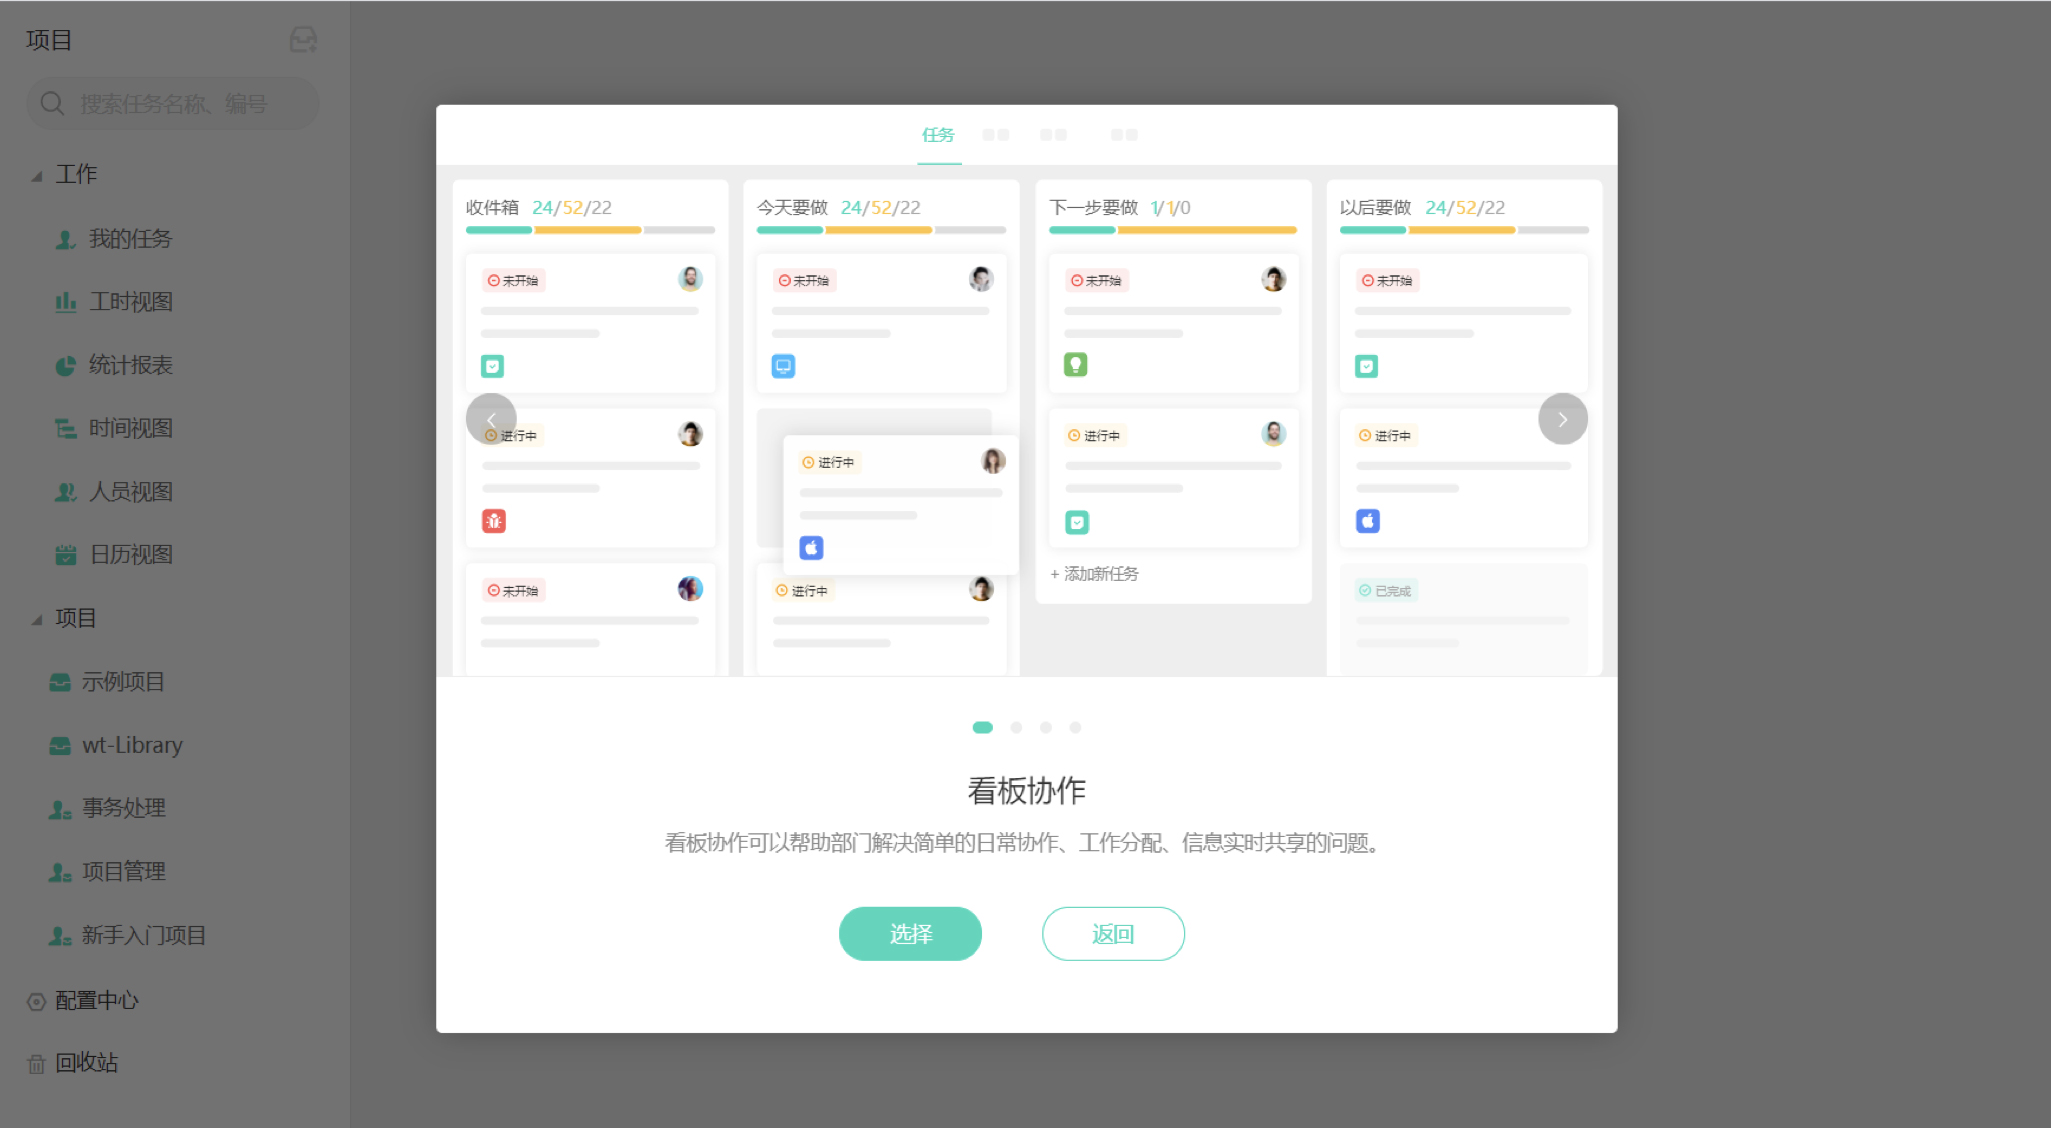 项目
搜索任务名称、编号
工作
我的任务
工时视图
统计报表
时间视图
人员视图
日历视图
项目
示例项目
wt-Library
事务处理
项目管理
新手入门项目
配置中心
回收站
任务
收件箱 24/52/22
未开始
进行中
未开始
今天要做 24/52/22
未开始
进行中
进行中
下一步要做 1/1/0
未开始
进行中
+ 添加新任务
以后要做 24/52/22
未开始
进行中
已完成
看板协作
看板协作可以帮助部门解决简单的日常协作、工作分配、信息实时共享的问题。
选择
返回